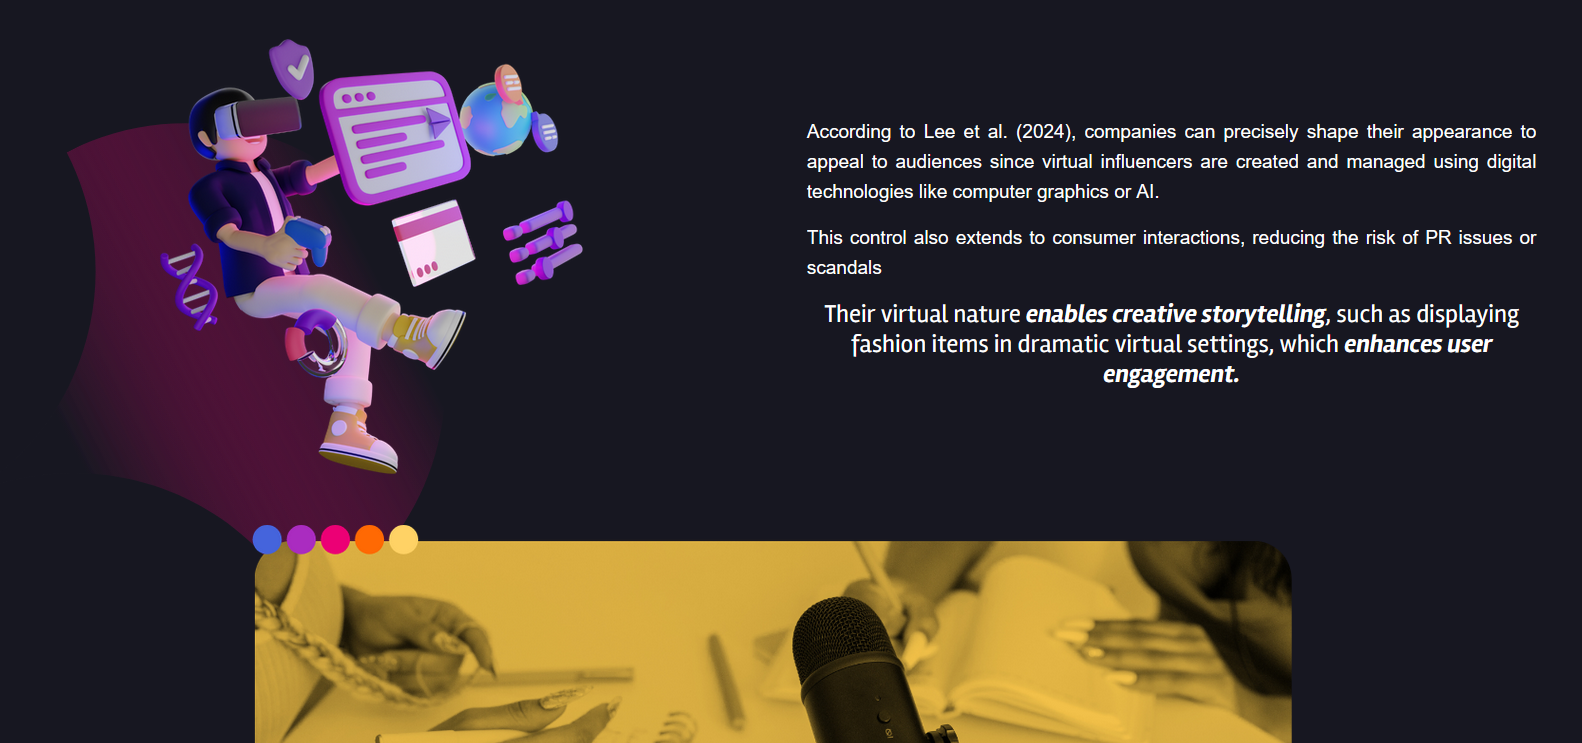 According to Lee et al. (2024), companies can precisely shape their appearance to
appeal to audiences since virtual influencers are created and managed using digital
technologies like computer graphics or AI.
This control also extends to consumer interactions, reducing the risk of PR issues or
scandals
Their virtual nature enables creative storytelling, such as displaying
fashion items in dramatic virtual settings, which enhances user
engagement.